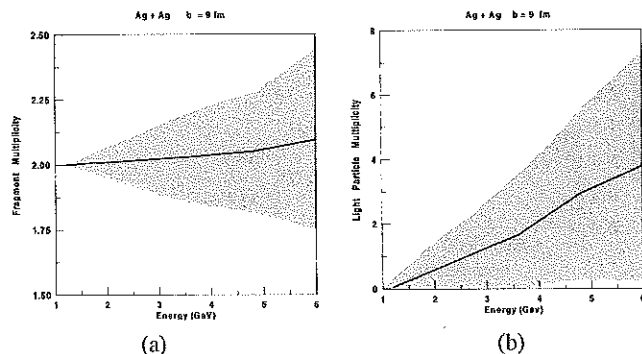 Ag + Ag b = 9 fm
2.50
2.25
2.00
1.75
1.50
Fragment Multiplicity
1 2 3 4 5 6
Energy (GeV)
(a)
Ag + Ag b = 9 fm
8
6
4
2
0
Light Particle Multiplicity
1 2 3 4 5 6
Energy (Gev)
(b)